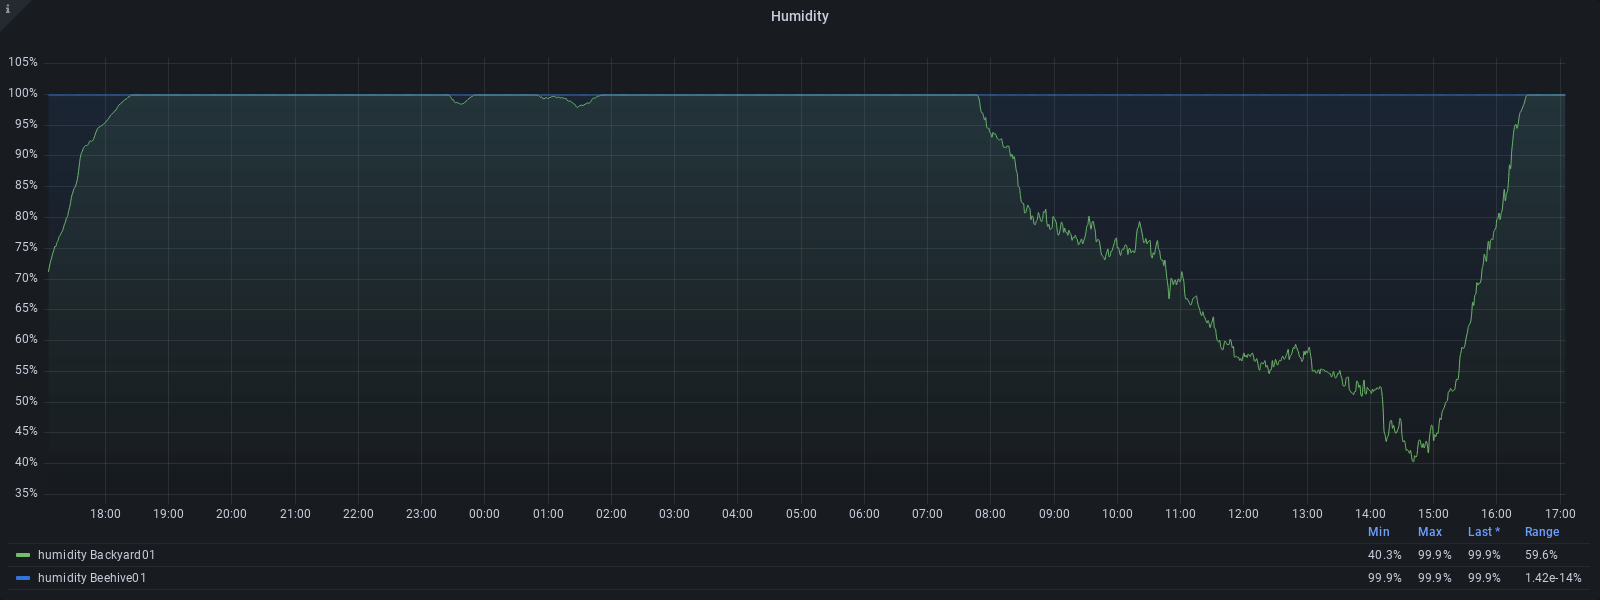 i
Humidity
105%
100%
95%
90%
85%
80%
75%
70%
65%
60%
55%
50%
45%
40%
35%
18:00 19:00 20:00 21:00 22:00 23:00 00:00 01:00 02:00 03:00 04:00 05:00 06:00 07:00 08:00 09:00 10:00 11:00 12:00 13:00 14:00 15:00 16:00 17:00
Min Max Last * Range
humidity Backyard01 40.3% 99.9% 99.9% 59.6%
humidity Beehive01 99.9% 99.9% 99.9% 1.42e-14%